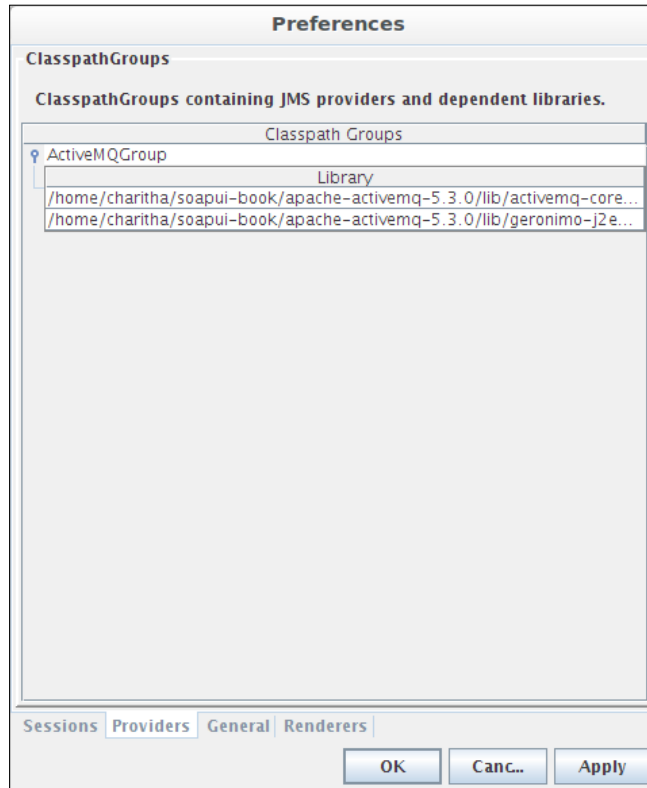 Preferences
ClasspathGroups
ClasspathGroups containing JMS providers and dependent libraries.
Classpath Groups
ActiveMQGroup
Library
/home/charitha/soapui-book/apache-activemq-5.3.0/lib/activemq-core...
/home/charitha/soapui-book/apache-activemq-5.3.0/lib/geronimo-j2e...
Sessions Providers General Renderers
OK Canc... Apply